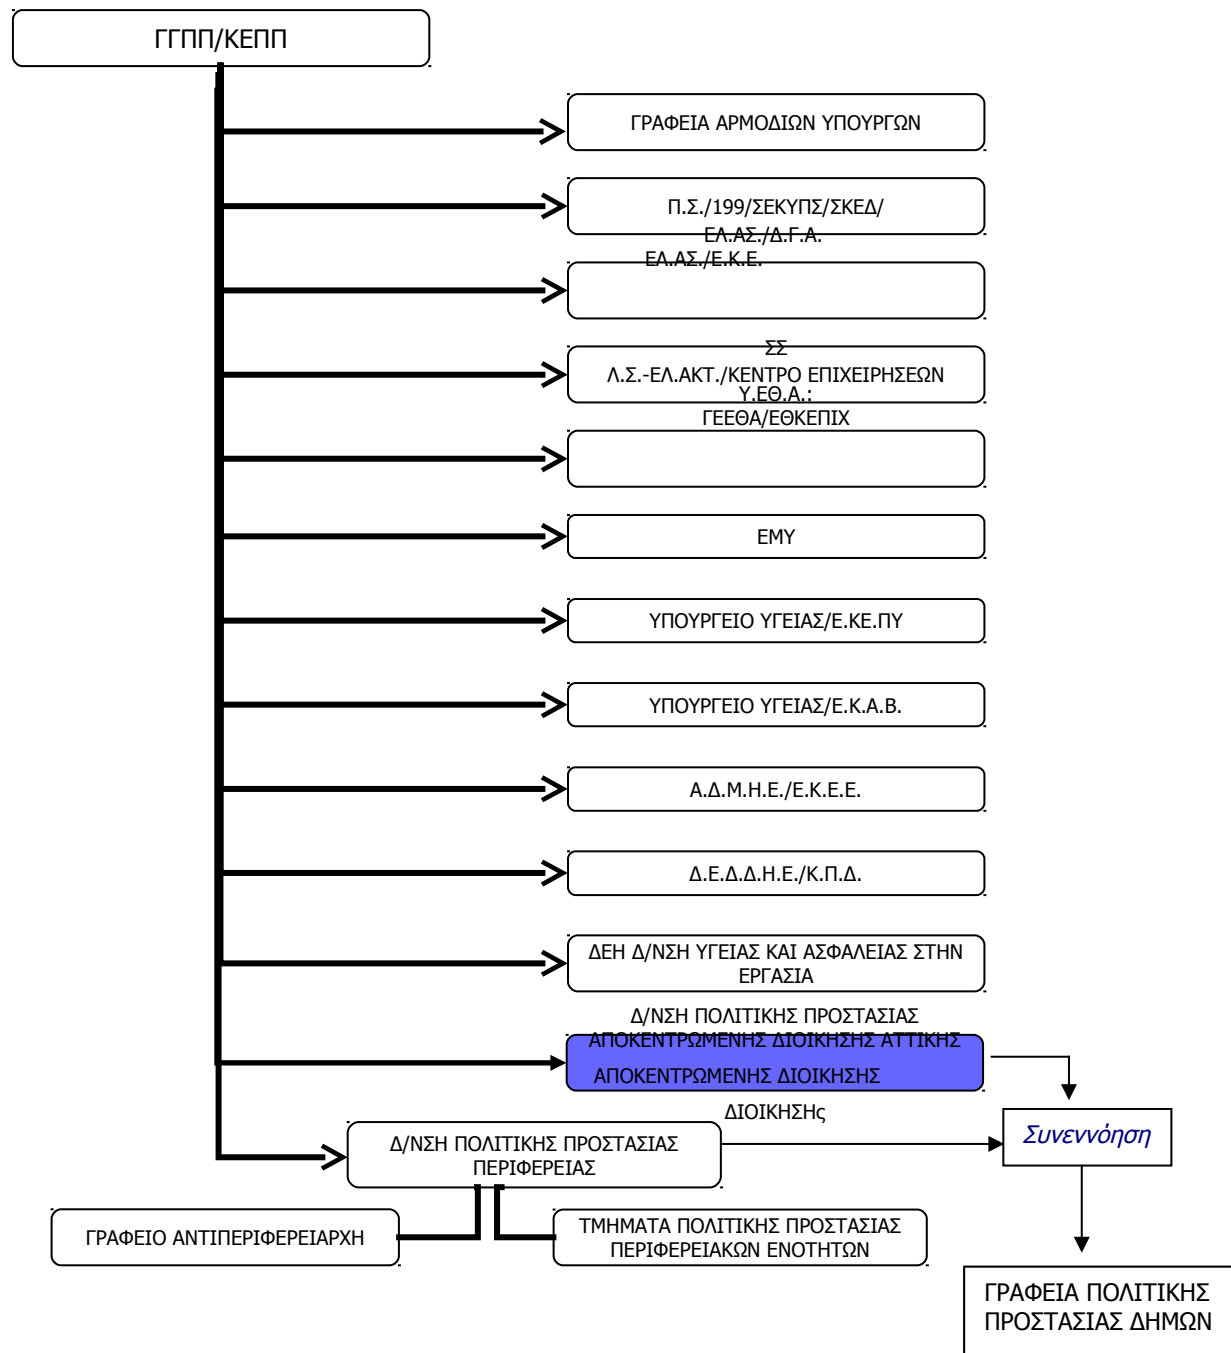 ΓΓΠΠ/ΚΕΠΠ
ΓΡΑΦΕΙΑ ΑΡΜΟΔΙΩΝ ΥΠΟΥΡΓΩΝ
Π.Σ./199/ΣΕΚΥΠΣ/ΣΚΕΔ/
ΕΛ.ΑΣ./Δ.Γ.Α.
ΕΛ.ΑΣ./Ε.Κ.Ε.
ΣΣ
Λ.Σ.-ΕΛ.ΑΚΤ./ΚΕΝΤΡΟ ΕΠΙΧΕΙΡΗΣΕΩΝ
Υ.ΕΘ.Α.:
ΓΕΕΘΑ/ΕΘΚΕΠΙΧ
ΕΜΥ
ΥΠΟΥΡΓΕΙΟ ΥΓΕΙΑΣ/Ε.ΚΕ.ΠΥ
ΥΠΟΥΡΓΕΙΟ ΥΓΕΙΑΣ/Ε.Κ.Α.Β.
Α.Δ.Μ.Η.Ε./Ε.Κ.Ε.Ε.
Δ.Ε.Δ.Δ.Η.Ε./Κ.Π.Δ.
ΔΕΗ Δ/ΝΣΗ ΥΓΕΙΑΣ ΚΑΙ ΑΣΦΑΛΕΙΑΣ ΣΤΗΝ
ΕΡΓΑΣΙΑ
Δ/ΝΣΗ ΠΟΛΙΤΙΚΗΣ ΠΡΟΣΤΑΣΙΑΣ
ΑΠΟΚΕΝΤΡΩΜΕΝΗΣ ΔΙΟΙΚΗΣΗΣ ΑΤΤΙΚΗΣ
ΑΠΟΚΕΝΤΡΩΜΕΝΗΣ ΔΙΟΙΚΗΣΗΣ
ΔΙΟΙΚΗΣΗς
Συνεννόηση
Δ/ΝΣΗ ΠΟΛΙΤΙΚΗΣ ΠΡΟΣΤΑΣΙΑΣ
ΠΕΡΙΦΕΡΕΙΑΣ
ΓΡΑΦΕΙΟ ΑΝΤΙΠΕΡΙΦΕΡΕΙΑΡΧΗ
ΤΜΗΜΑΤΑ ΠΟΛΙΤΙΚΗΣ ΠΡΟΣΤΑΣΙΑΣ
ΠΕΡΙΦΕΡΕΙΑΚΩΝ ΕΝΟΤΗΤΩΝ
ΓΡΑΦΕΙΑ ΠΟΛΙΤΙΚΗΣ
ΠΡΟΣΤΑΣΙΑΣ ΔΗΜΩΝ